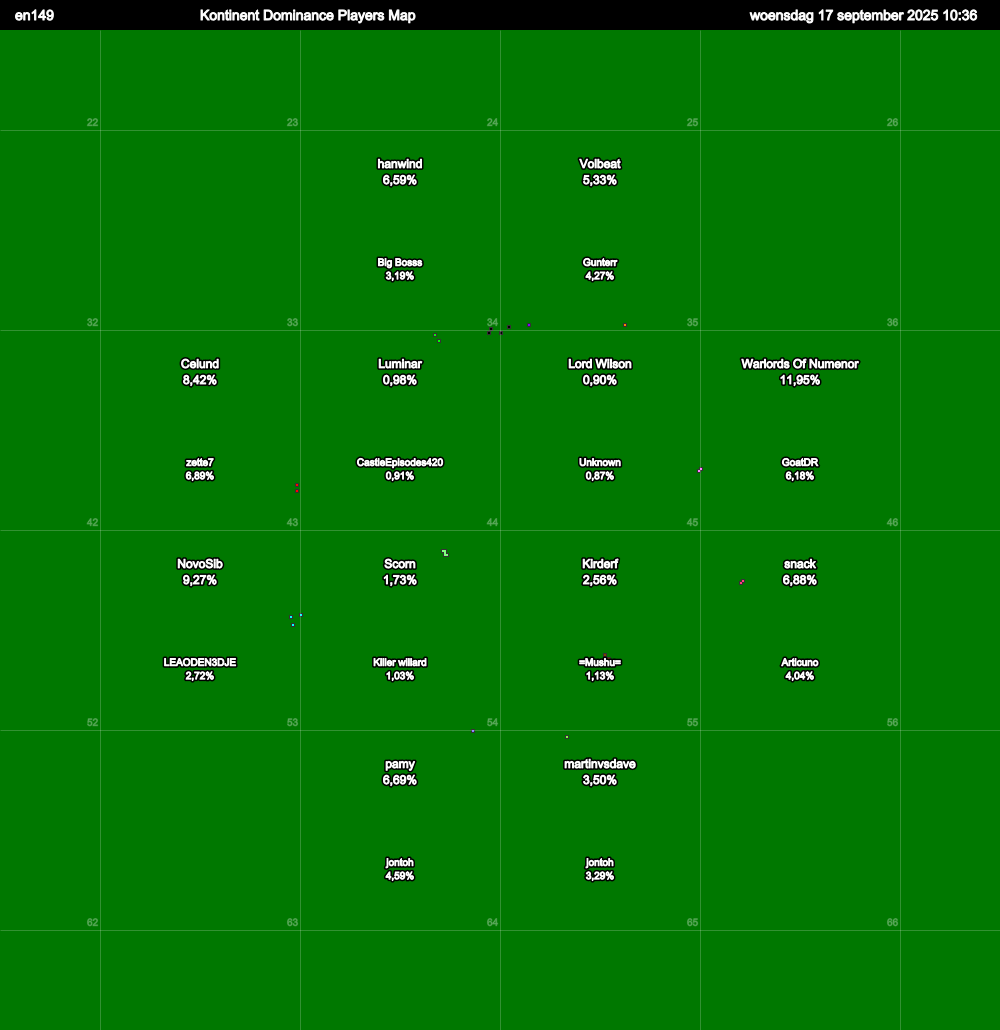 en149 Kontinent Dominance Players Map woensdag 17 september 2025 10:36
22 23 24 25 26
hanwind Volbeat
6,59% 5,33%
Big Bosss Gunterr
3,19% 4,27%
32 33 34 35 36
Celund Luminar Lord Wilson Warlords Of Numenor
8,42% 0,98% 0,90% 11,95%
zette7 CastleEpisodes420 Unknown GoatDR
6,89% 0,91% 0,87% 6,18%
42 43 44 45 46
NovoSib Scorn Kirderf snack
9,27% 1,73% 2,56% 6,88%
LEAODEN3DJE Killer willard =Mushu= Articuno
2,72% 1,03% 1,13% 4,04%
52 53 54 55 56
pamy martinvsdave
6,69% 3,50%
jontoh jontoh
4,59% 3,29%
62 63 64 65 66